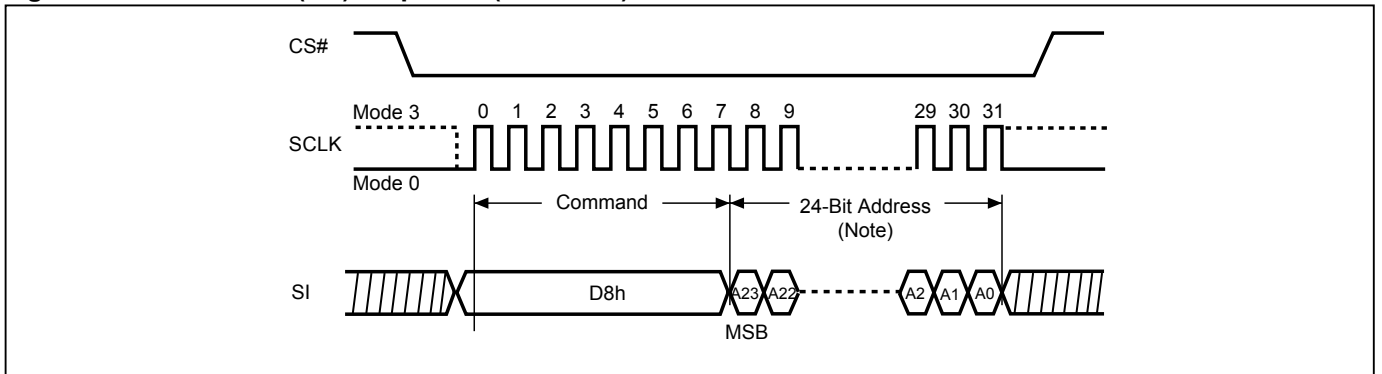 CS#
Mode 3 0 1 2 3 4 5 6 7 8 9 29 30 31
SCLK
Mode 0
Command
24-Bit Address
(Note)
SI
D8h A23 A22 A2 A1 A0
MSB